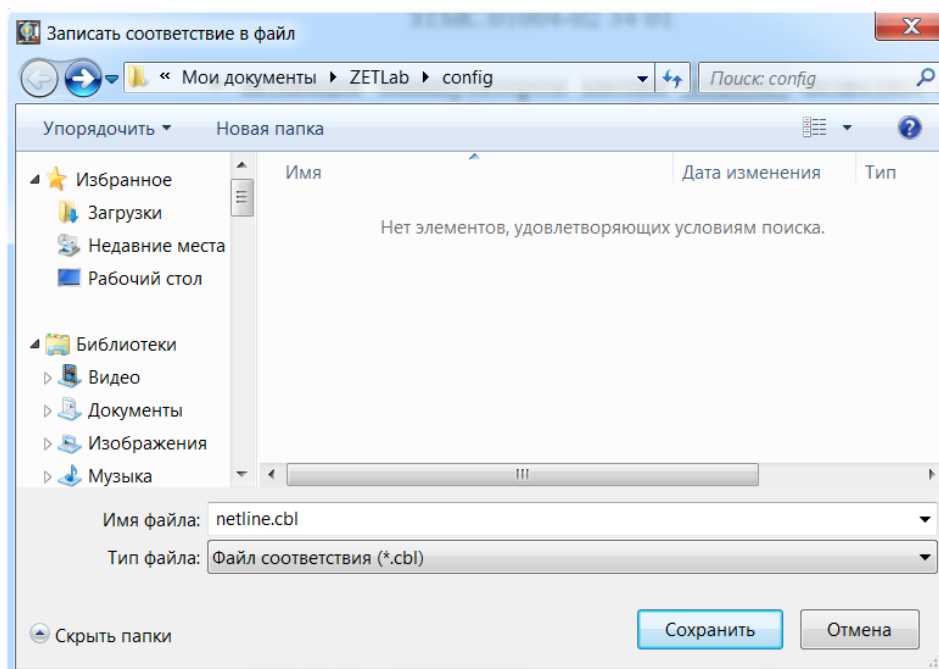 Записать соответствие в файл
« Мои документы ZETLab config
Поиск: config
Упорядочить Новая папка
Имя Дата изменения Тип
Нет элементов, удовлетворяющих условиям поиска.
Избранное
Загрузки
Недавние места
Рабочий стол
Библиотеки
Видео
Документы
Изображения
Музыка
Имя файла: netline.cbl
Тип файла: Файл соответствия (*.cbl)
Скрыть папки Сохранить Отмена